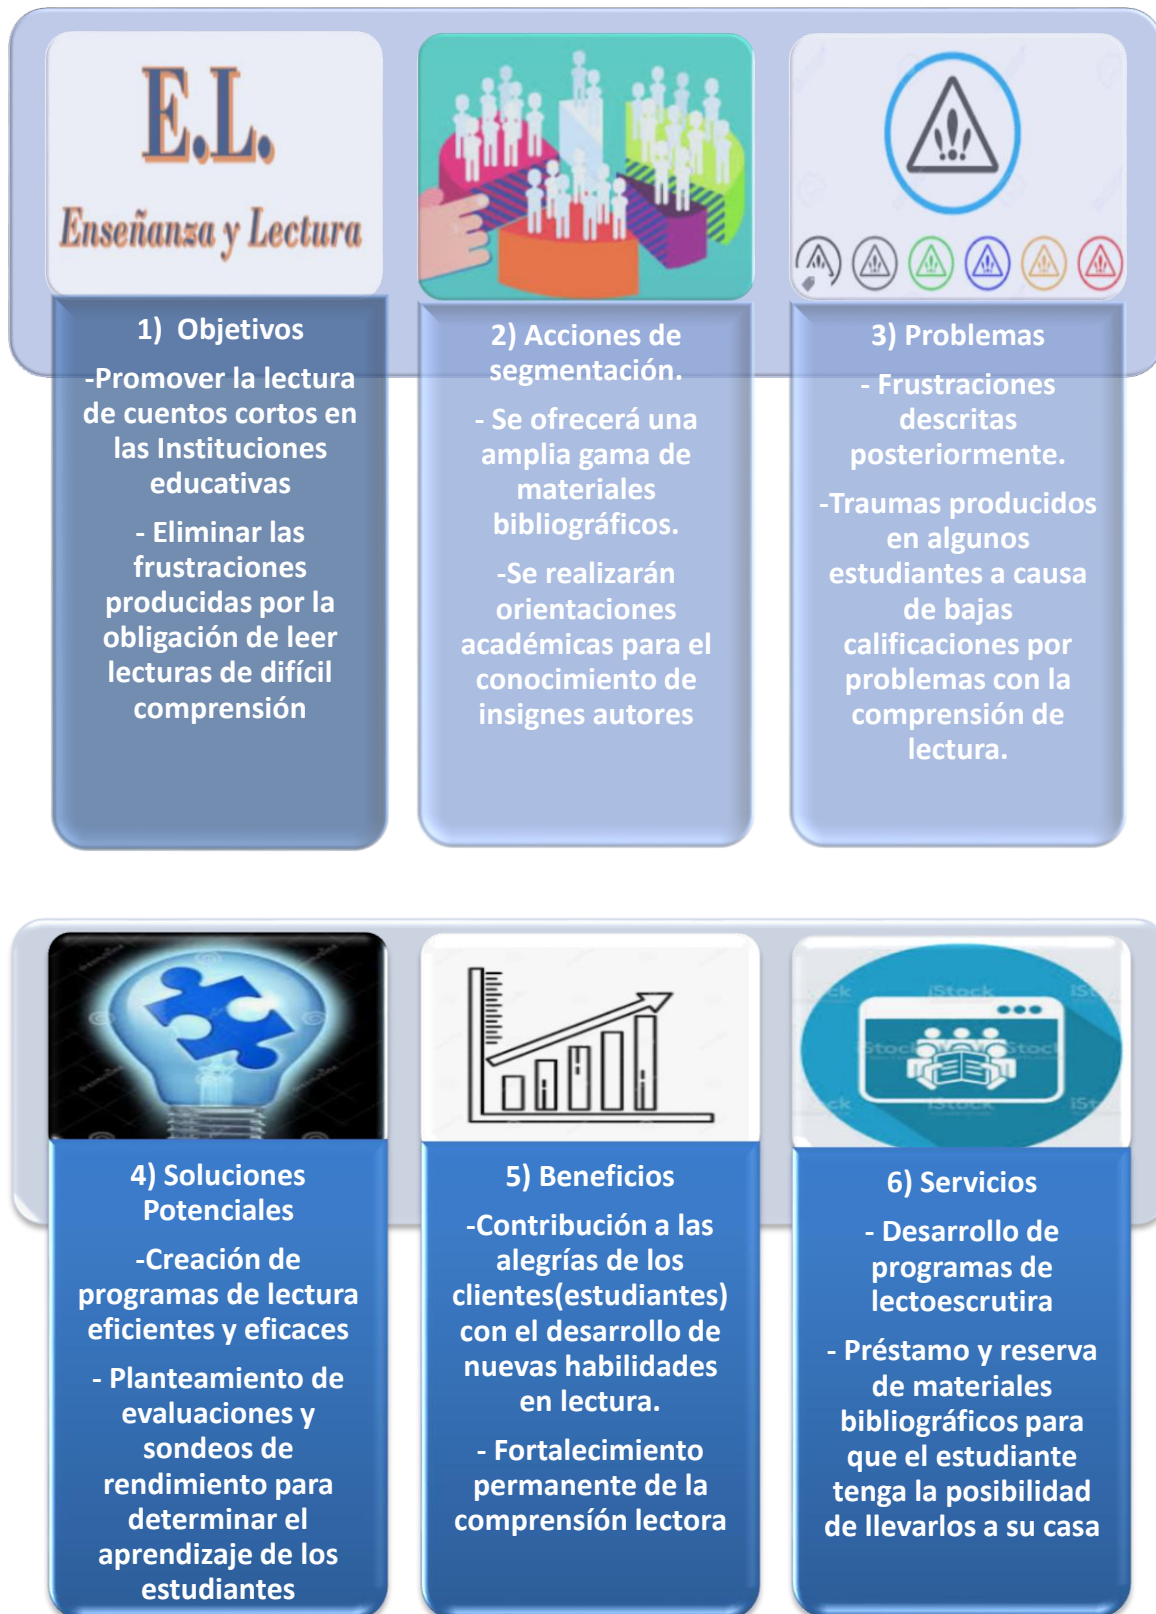 E.L.
Enseñanza y Lectura
1) Objetivos
-Promover la lectura
de cuentos cortos en
las Instituciones
educativas
- Eliminar las
frustraciones
producidas por la
obligación de leer
lecturas de difícil
comprensión
2) Acciones de
segmentación.
- Se ofrecerá una
amplia gama de
materiales
bibliográficos.
-Se realizarán
orientaciones
académicas para el
conocimiento de
insignes autores
3) Problemas
- Frustraciones
descritas
posteriormente.
-Traumas producidos
en algunos
estudiantes a causa
de bajas
calificaciones por
problemas con la
comprensión de
lectura.
4) Soluciones
Potenciales
-Creación de
programas de lectura
eficientes y eficaces
- Planteamiento de
evaluaciones y
sondeos de
rendimiento para
determinar el
aprendizaje de los
estudiantes
5) Beneficios
-Contribución a las
alegrías de los
clientes(estudiantes)
con el desarrollo de
nuevas habilidades
en lectura.
- Fortalecimiento
permanente de la
comprensíón lectora
iStock
iStock
6) Servicios
- Desarrollo de
programas de
lectoescrutira
- Préstamo y reserva
de materiales
bibliográficos para
que el estudiante
tenga la posibilidad
de llevarlos a su casa